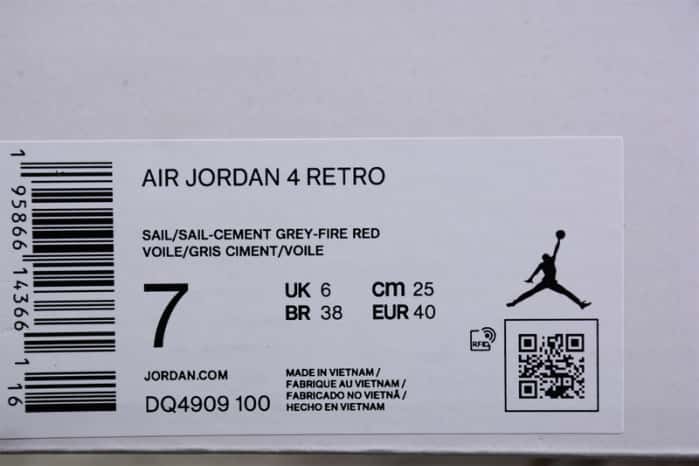 AIR JORDAN 4 RETRO
SAIL/SAIL-CEMENT GREY-FIRE RED
VOILE/GRIS CIMENT/VOILE
7
UK 6 cm 25
BR 38 EUR 40
RFID
JORDAN.COM
DQ4909 100
MADE IN VIETNAM /
FABRIQUE AU VIETNAM /
FABRICADO NO VIETNÃ /
HECHO EN VIETNAM
1 95866 14366 1 16